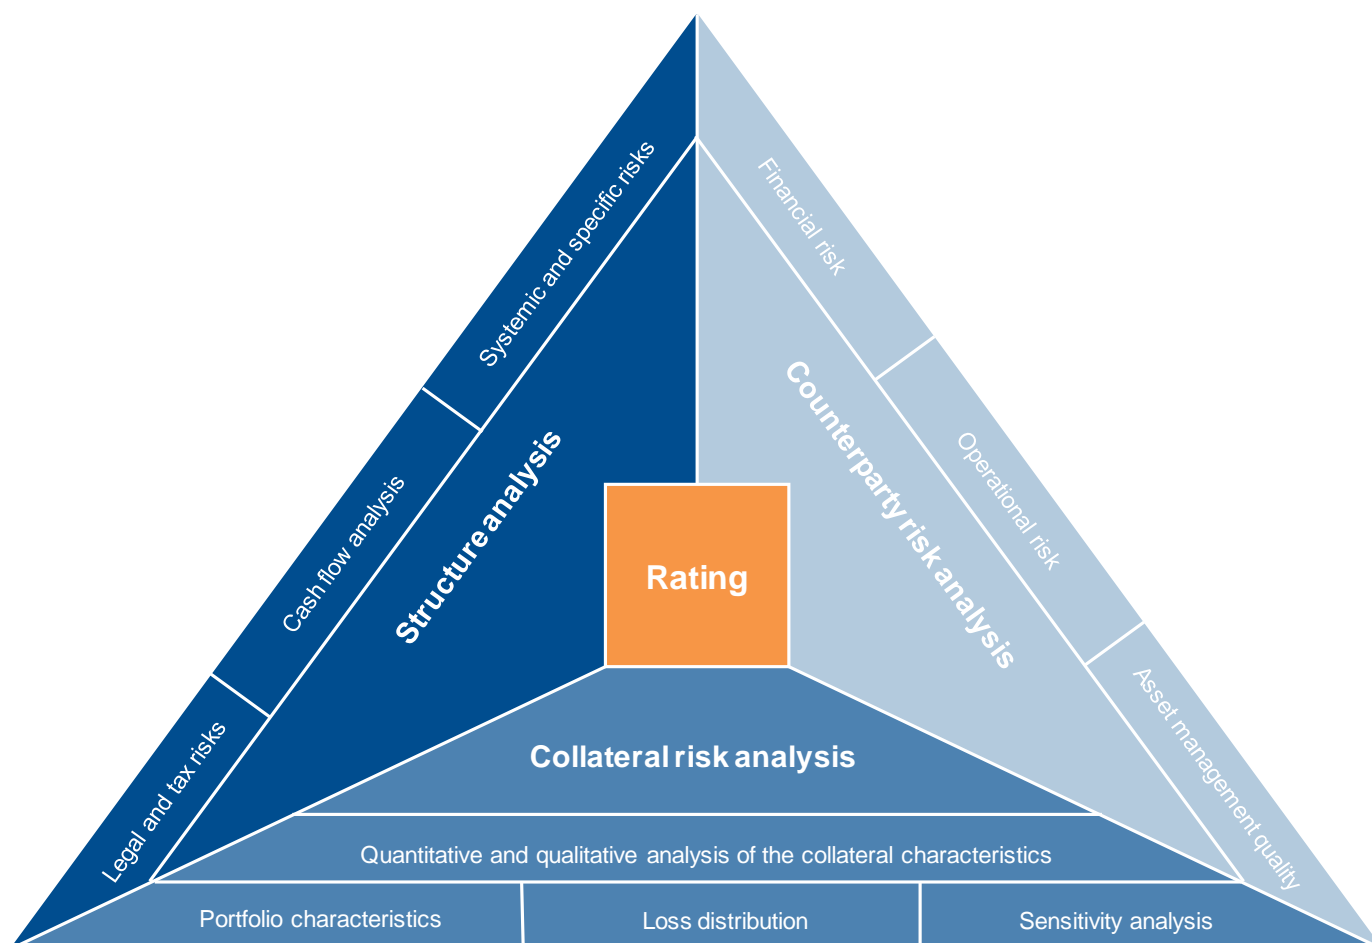 Systemic and specific risks
Financial risk
Cash flow analysis
Structure analysis
Counterparty risk analysis
Operational risk
Rating
Legal and tax risks
Asset management quality
Collateral risk analysis
Quantitative and qualitative analysis of the collateral characteristics
Portfolio characteristics
Loss distribution
Sensitivity analysis